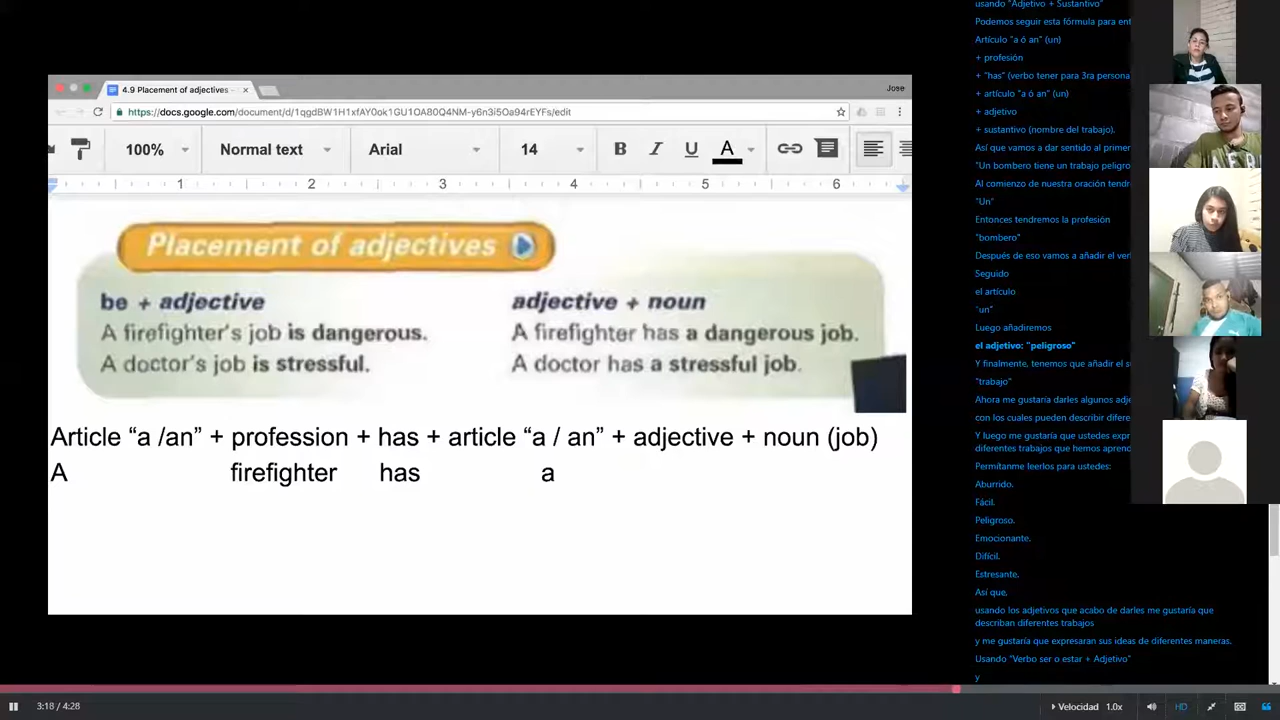 4.9 Placement of adjectives -
Jose
https://docs.google.com/document/d/1qgdBW1H1xfAY0ok1GU1OA80Q4NM-y6n3i5Oa94rEYFs/edit
100% Normal text Arial 14 B I U A
1 2 3 4 5 6
Placement of adjectives
be + adjective
A firefighter's job is dangerous.
A doctor's job is stressful.
adjective + noun
A firefighter has a dangerous job.
A doctor has a stressful job.
Article “a /an” + profession + has + article “a / an” + adjective + noun (job)
A firefighter has a
usando "Adjetivo + Sustantivo"
Podemos seguir esta fórmula para
Artículo "a ó an" (un)
+ profesión
+ "has" (verbo tener para 3ra persona
+ artículo "a ó an" (un)
+ adjetivo
+ sustantivo (nombre del trabajo).
Así que vamos a dar sentido al primer
"Un bombero tiene un trabajo
Al comienzo de nuestra oración
"Un"
Entonces tendremos la profesión
"bombero"
Después de eso vamos a añadir el
Seguido
el artículo
"un"
Luego añadiremos
el adjetivo: "peligroso"
Y finalmente, tenemos que añadir el
"trabajo"
Ahora me gustaría darles algunos
con los cuales pueden describir
Y luego me gustaría que ustedes
diferentes trabajos que hemos
Permítanme leerlos para ustedes:
Aburrido.
Fácil.
Peligroso.
Emocionante.
Difícil.
Estresante.
Así que,
usando los adjetivos que acabo de darles me gustaría que
describan diferentes trabajos
y me gustaría que expresaran sus ideas de diferentes maneras.
Usando "Verbo ser o estar + Adjetivo"
y
3:18 / 4:28
Velocidad 1.0x
HD
CC